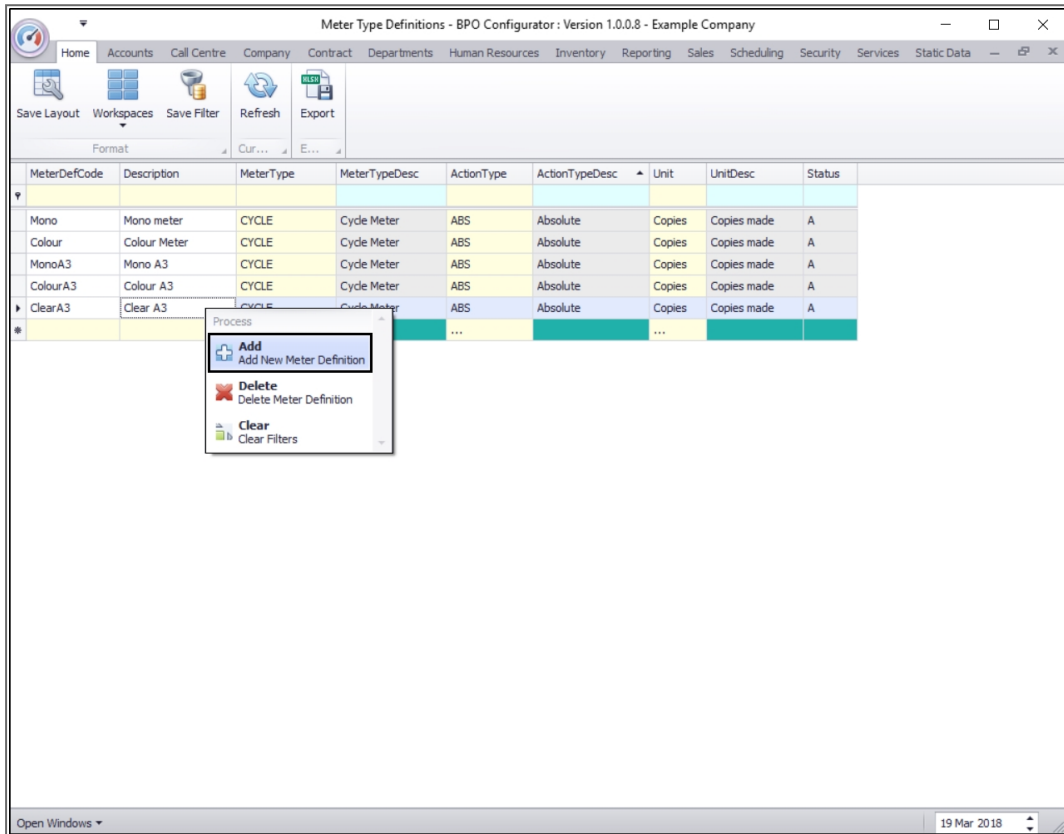 Meter Type Definitions - BPO Configurator : Version 1.0.0.8 - Example Company
Home Accounts Call Centre Company Contract Departments Human Resources Inventory Reporting Sales Scheduling Security Services Static Data
Save Layout Workspaces Save Filter Refresh Export
Format Cur... E...
MeterDefCode Description MeterType MeterTypeDesc ActionType ActionTypeDesc Unit UnitDesc Status
Mono Mono meter CYCLE Cycle Meter ABS Absolute Copies Copies made A
Colour Colour Meter CYCLE Cycle Meter ABS Absolute Copies Copies made A
MonoA3 Mono A3 CYCLE Cycle Meter ABS Absolute Copies Copies made A
ColourA3 Colour A3 CYCLE Cycle Meter ABS Absolute Copies Copies made A
ClearA3 Clear A3 CYCLE Cycle Meter ABS Absolute Copies Copies made A
... ...
Process
Add
Add New Meter Definition
Delete
Delete Meter Definition
Clear
Clear Filters
Open Windows 19 Mar 2018